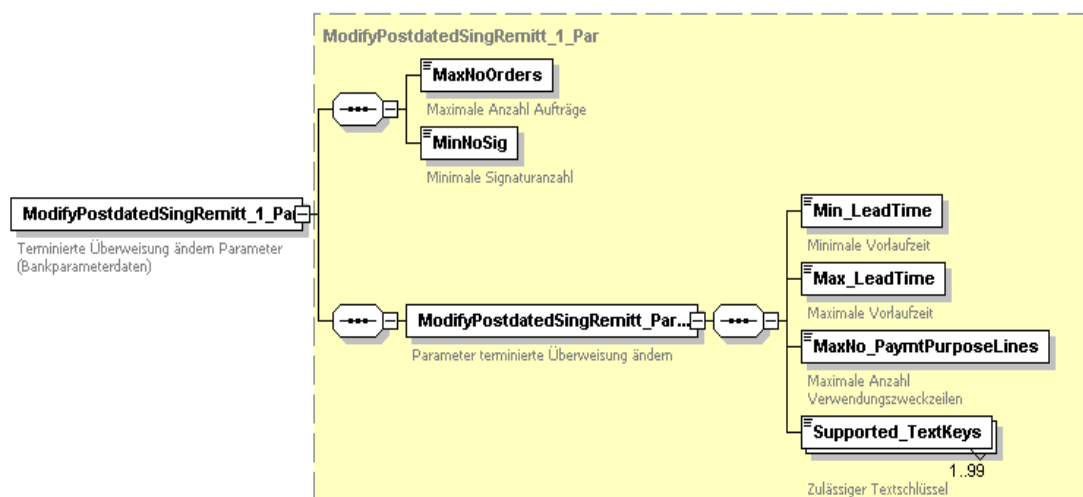 ModifyPostdatedSingRemitt_1_Par
MaxNoOrders
Maximale Anzahl Aufträge
MinNoSig
Minimale Signaturanzahl
ModifyPostdatedSingRemitt_1_Par
Terminierte Überweisung ändern Parameter
(Bankparameterdaten)
Min_LeadTime
Minimale Vorlaufzeit
Max_LeadTime
Maximale Vorlaufzeit
ModifyPostdatedSingRemitt_Par...
Parameter terminierte Überweisung ändern
MaxNo_PaymtPurposeLines
Maximale Anzahl
Verwendungszweckzeilen
Supported_TextKeys
1..99
Zulässiger Textschlüssel